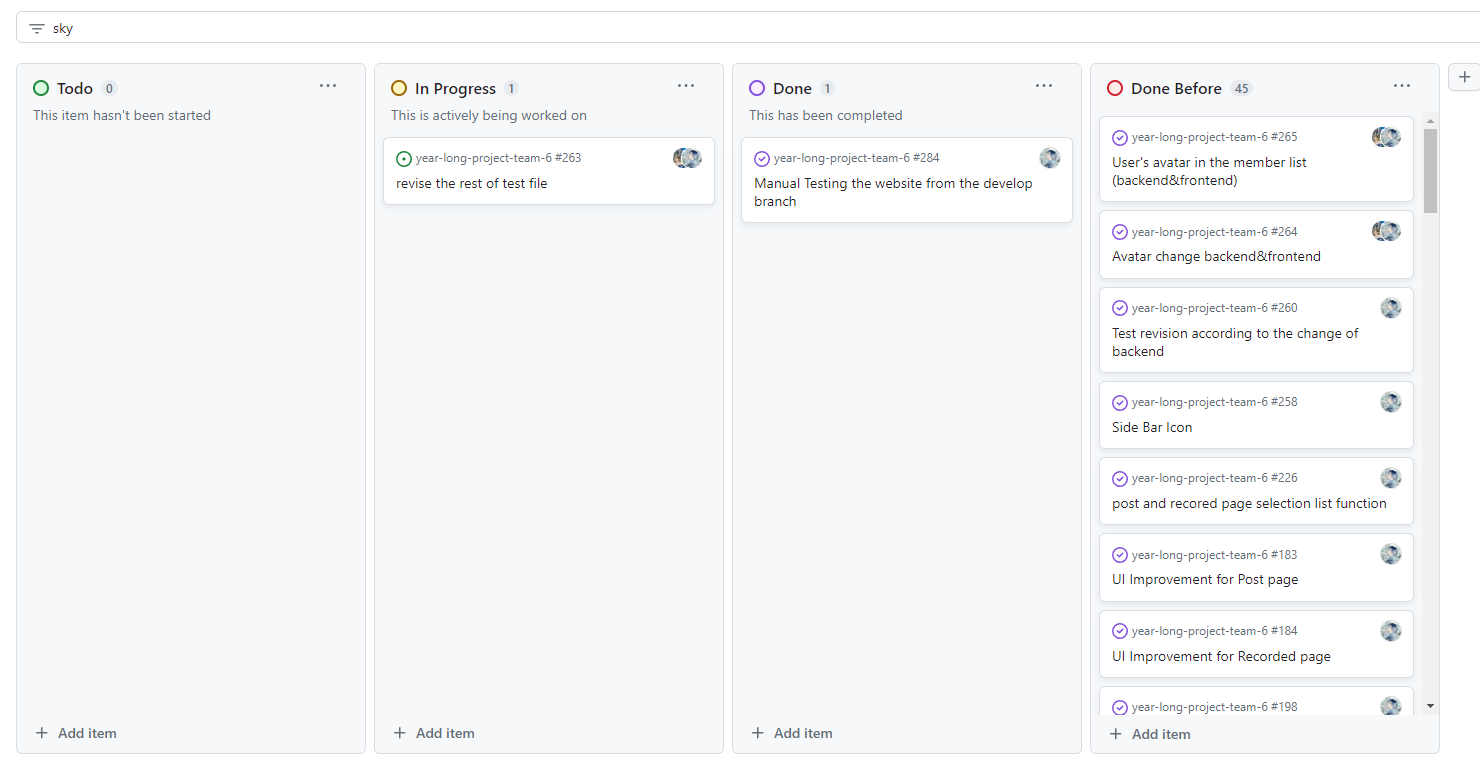 sky
Todo 0
This item hasn't been started
Add item
In Progress 1
This is actively being worked on
year-long-project-team-6 #263
revise the rest of test file
Add item
Done 1
This has been completed
year-long-project-team-6 #284
Manual Testing the website from the develop
branch
Add item
Done Before 45
year-long-project-team-6 #265
User's avatar in the member list
(backend&frontend)
year-long-project-team-6 #264
Avatar change backend&frontend
year-long-project-team-6 #260
Test revision according to the change of
backend
year-long-project-team-6 #258
Side Bar Icon
year-long-project-team-6 #226
post and recored page selection list function
year-long-project-team-6 #183
UI Improvement for Post page
year-long-project-team-6 #184
UI Improvement for Recorded page
year-long-project-team-6 #198
Add item